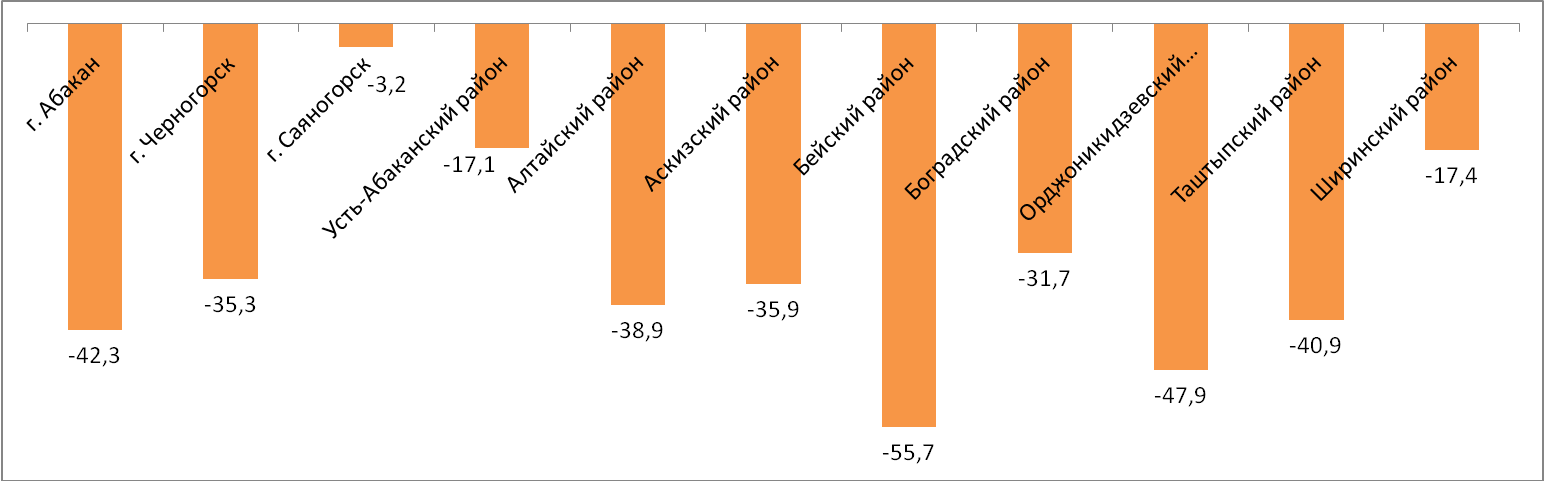 г. Абакан
г. Черногорск
г. Саяногорск
Усть-Абаканский район
Алтайский район
Аскизский район
Бейский район
Боградский район
Орджоникидзевский...
Таштыпский район
Ширинский район
-42,3
-35,3
-3,2
-17,1
-38,9
-35,9
-55,7
-31,7
-47,9
-40,9
-17,4